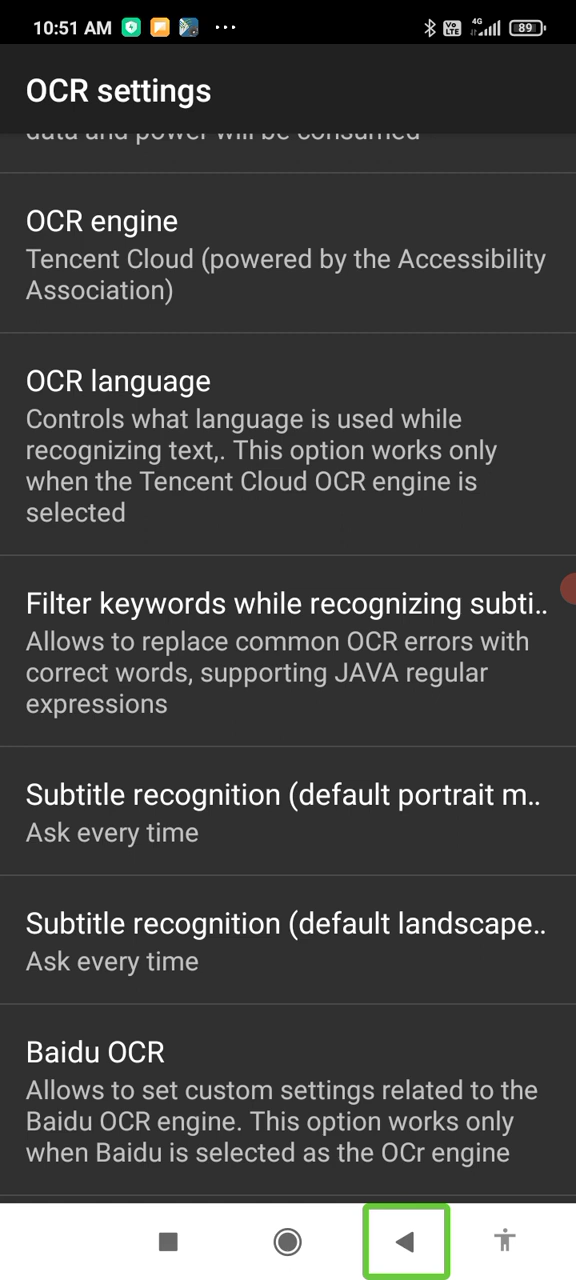 10:51 AM ... Vo LTE 4G 89
OCR settings
data and power will be consumed
OCR engine
Tencent Cloud (powered by the Accessibility
Association)
OCR language
Controls what language is used while
recognizing text,. This option works only
when the Tencent Cloud OCR engine is
selected
Filter keywords while recognizing subti..
Allows to replace common OCR errors with
correct words, supporting JAVA regular
expressions
Subtitle recognition (default portrait m..
Ask every time
Subtitle recognition (default landscape..
Ask every time
Baidu OCR
Allows to set custom settings related to the
Baidu OCR engine. This option works only
when Baidu is selected as the OCr engine